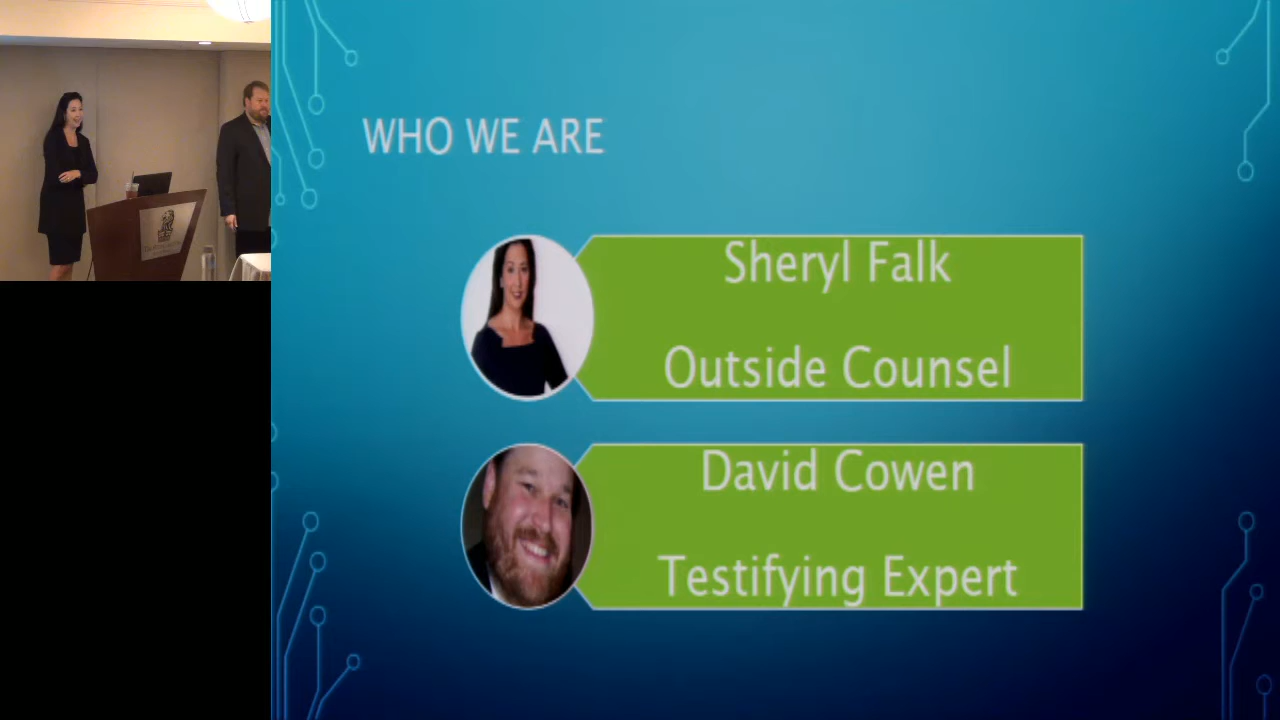 WHO WE ARE
Sheryl Falk
Outside Counsel
David Cowen
Testifying Expert